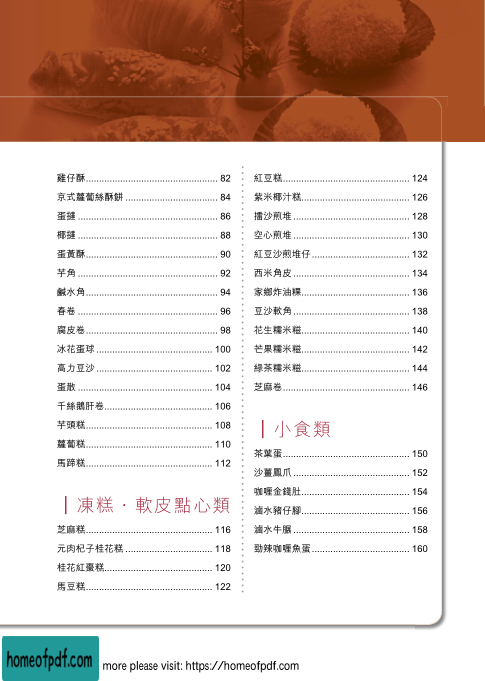 雞仔酥 82
京式蘿蔔絲酥餅 84
蛋撻 86
椰撻 88
蛋黃酥 90
芋角 92
鹹水角 94
春卷 96
腐皮卷 98
冰花蛋球 100
高力豆沙 102
蛋散 104
千絲鵝肝卷 106
芋頭糕 108
蘿蔔糕 110
馬蹄糕 112
凍糕．軟皮點心類
芝麻糕 116
元肉杞子桂花糕 118
桂花紅棗糕 120
馬豆糕 122
紅豆糕 124
紫米椰汁糕 126
擂沙煎堆 128
空心煎堆 130
紅豆沙煎堆仔 132
西米角皮 134
家鄉炸油粿 136
豆沙軟角 138
花生糯米糍 140
芒果糯米糍 142
綠茶糯米糍 144
芝麻卷 146
小食類
茶葉蛋 150
沙薑鳳爪 152
咖喱金錢肚 154
滷水豬仔腳 156
滷水牛𦟌 158
勁辣咖喱魚蛋 160
homeofpdf.com
more please visit: https://homeofpdf.com